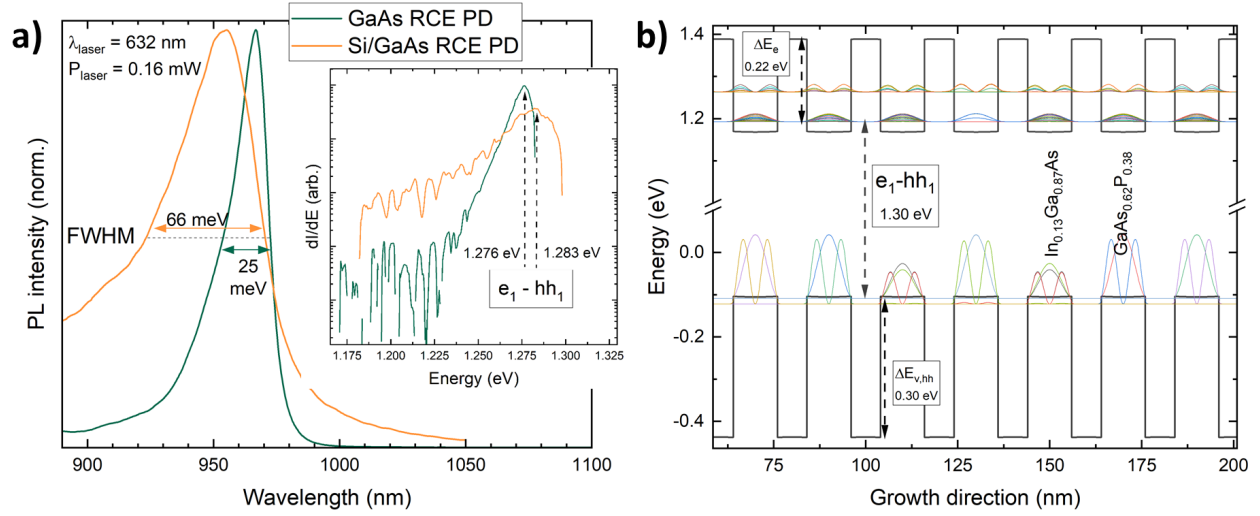 a)
λlaser = 632 nm
Plaser = 0.16 mW
GaAs RCE PD
Si/GaAs RCE PD
PL intensity (norm.)
FWHM
66 meV
25
meV
dI/dE (arb.)
1.276 eV
1.283 eV
e1 - hh1
1.175
1.200
1.225
1.250
1.275
1.300
1.325
Energy (eV)
900
950
1000
1050
1100
Wavelength (nm)
b)
1.4
1.2
0.0
-0.2
-0.4
Energy (eV)
ΔEe
0.22 eV
e1-hh1
1.30 eV
In0.13Ga0.87As
GaAs0.62P0.38
ΔEv,hh
0.30 eV
75
100
125
150
175
200
Growth direction (nm)